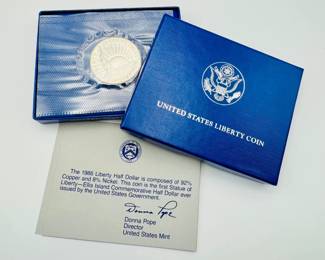 UNITED STATES LIBERTY COIN
The 1986 Liberty Half Dollar is composed of 92%
Copper and 8% Nickel. This coin is the first Statue of
Liberty—Ellis Island Commemorative Half Dollar ever
issued by the United States Government.
Donna Pope
Donna Pope
Director
United States Mint